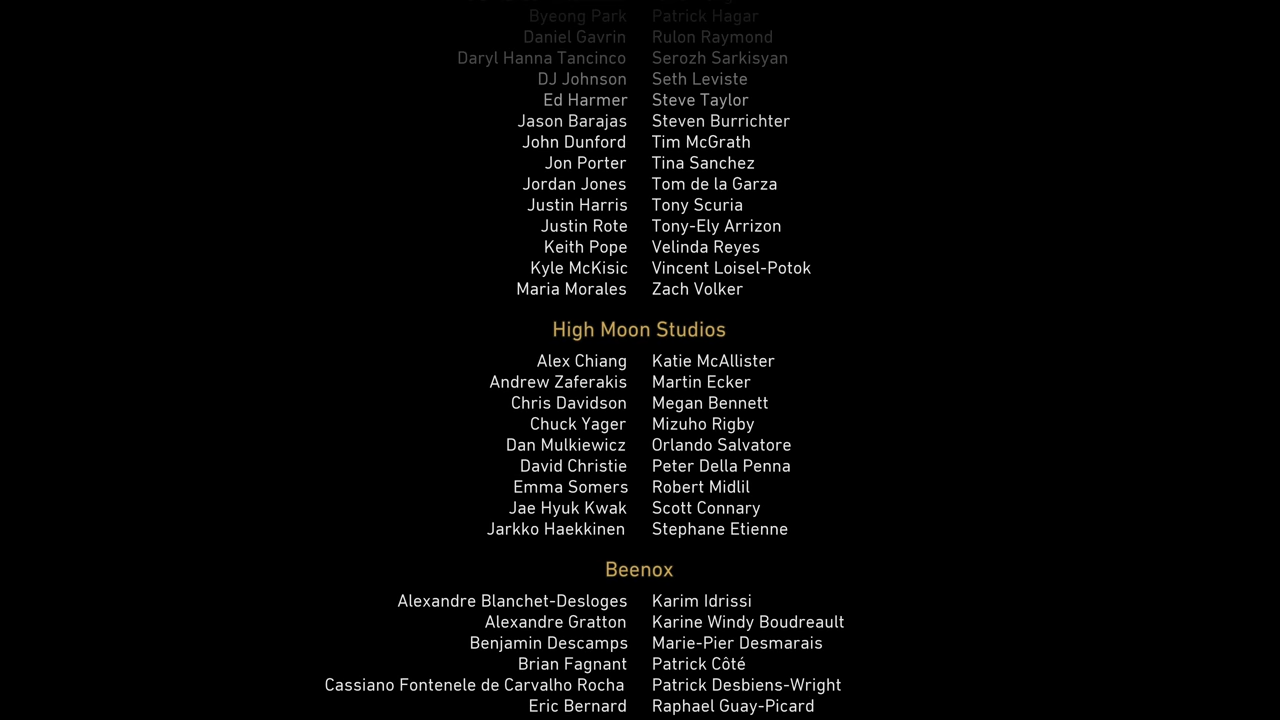 Byeong Park Patrick Hagar
Daniel Gavrin Rulon Raymond
Daryl Hanna Tancinco Serozh Sarkisyan
DJ Johnson Seth Leviste
Ed Harmer Steve Taylor
Jason Barajas Steven Burrichter
John Dunford Tim McGrath
Jon Porter Tina Sanchez
Jordan Jones Tom de la Garza
Justin Harris Tony Scuria
Justin Rote Tony-Ely Arrizon
Keith Pope Velinda Reyes
Kyle McKisic Vincent Loisel-Potok
Maria Morales Zach Volker
High Moon Studios
Alex Chiang Katie McAllister
Andrew Zaferakis Martin Ecker
Chris Davidson Megan Bennett
Chuck Yager Mizuho Rigby
Dan Mulkiewicz Orlando Salvatore
David Christie Peter Della Penna
Emma Somers Robert Midlil
Jae Hyuk Kwak Scott Connary
Jarkko Haekkinen Stephane Etienne
Beenox
Alexandre Blanchet-Desloges Karim Idrissi
Alexandre Gratton Karine Windy Boudreault
Benjamin Descamps Marie-Pier Desmarais
Brian Fagnant Patrick Côté
Cassiano Fontenele de Carvalho Rocha Patrick Desbiens-Wright
Eric Bernard Raphael Guay-Picard